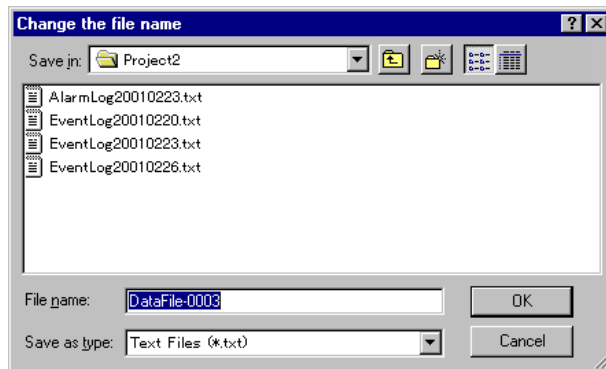 Change the file name
Save in: Project2
AlarmLog20010223.txt
EventLog20010220.txt
EventLog20010223.txt
EventLog20010226.txt
File name: DataFile-0003 OK
Save as type: Text Files (*.txt) Cancel